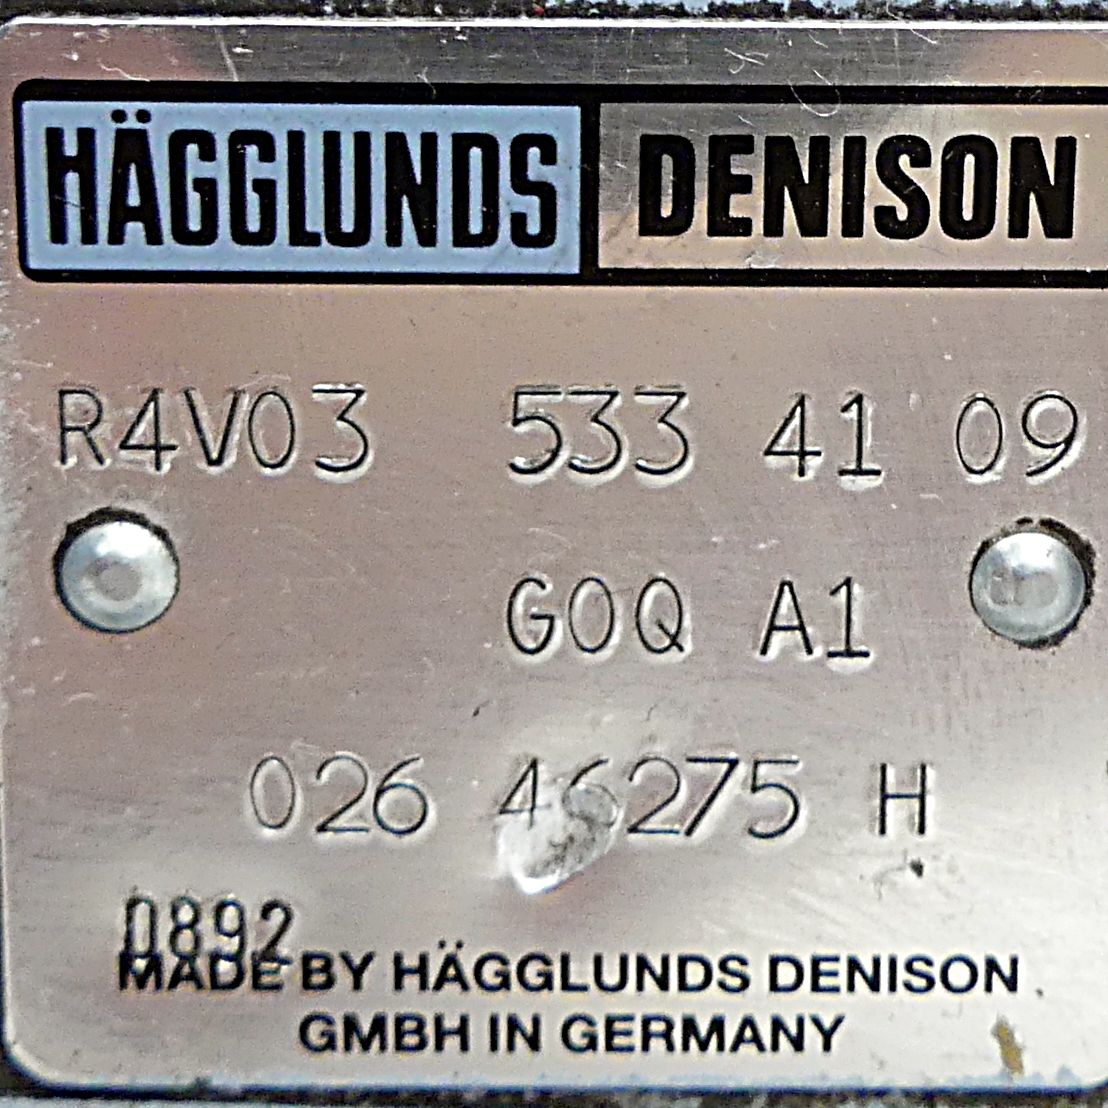 HÄGGLUNDS DENISON
R4V03 533 41 09
G0Q A1
026 46275 H
0892
MADE BY HÄGGLUNDS DENISON
GMBH IN GERMANY